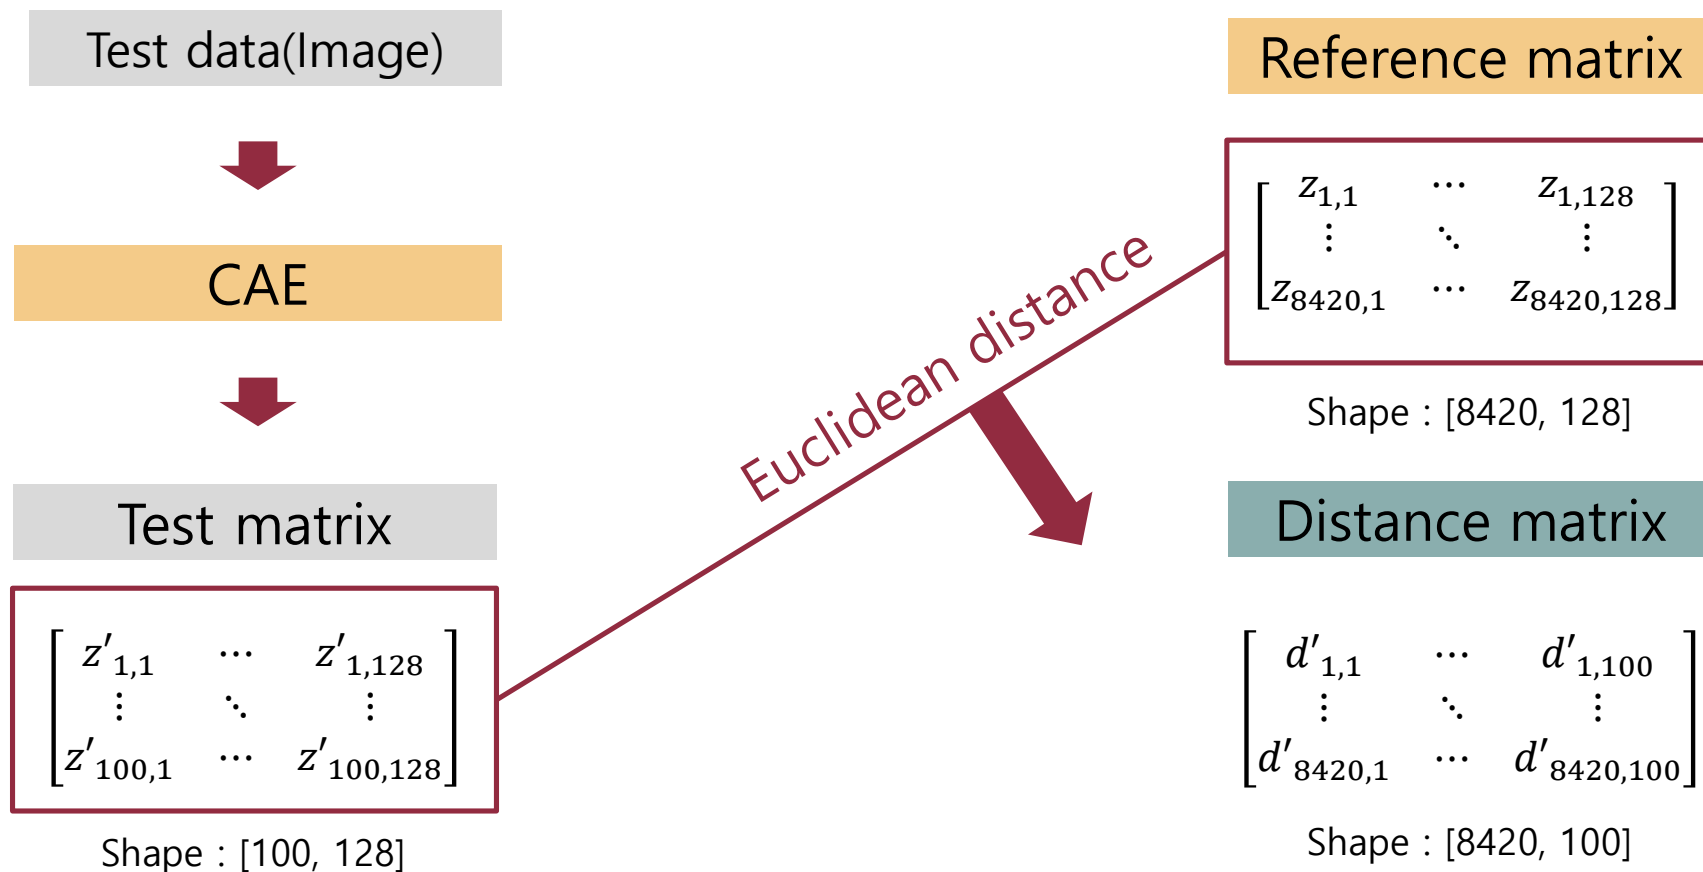 Test data(Image)
CAE
Test matrix
z′1,1 ⋯ z′1,128
⋮ ⋱ ⋮
z′100,1 ⋯ z′100,128
Shape : [100, 128]
Euclidean distance
Reference matrix
z1,1 ⋯ z1,128
⋮ ⋱ ⋮
z8420,1 ⋯ z8420,128
Shape : [8420, 128]
Distance matrix
d′1,1 ⋯ d′1,100
⋮ ⋱ ⋮
d′8420,1 ⋯ d′8420,100
Shape : [8420, 100]